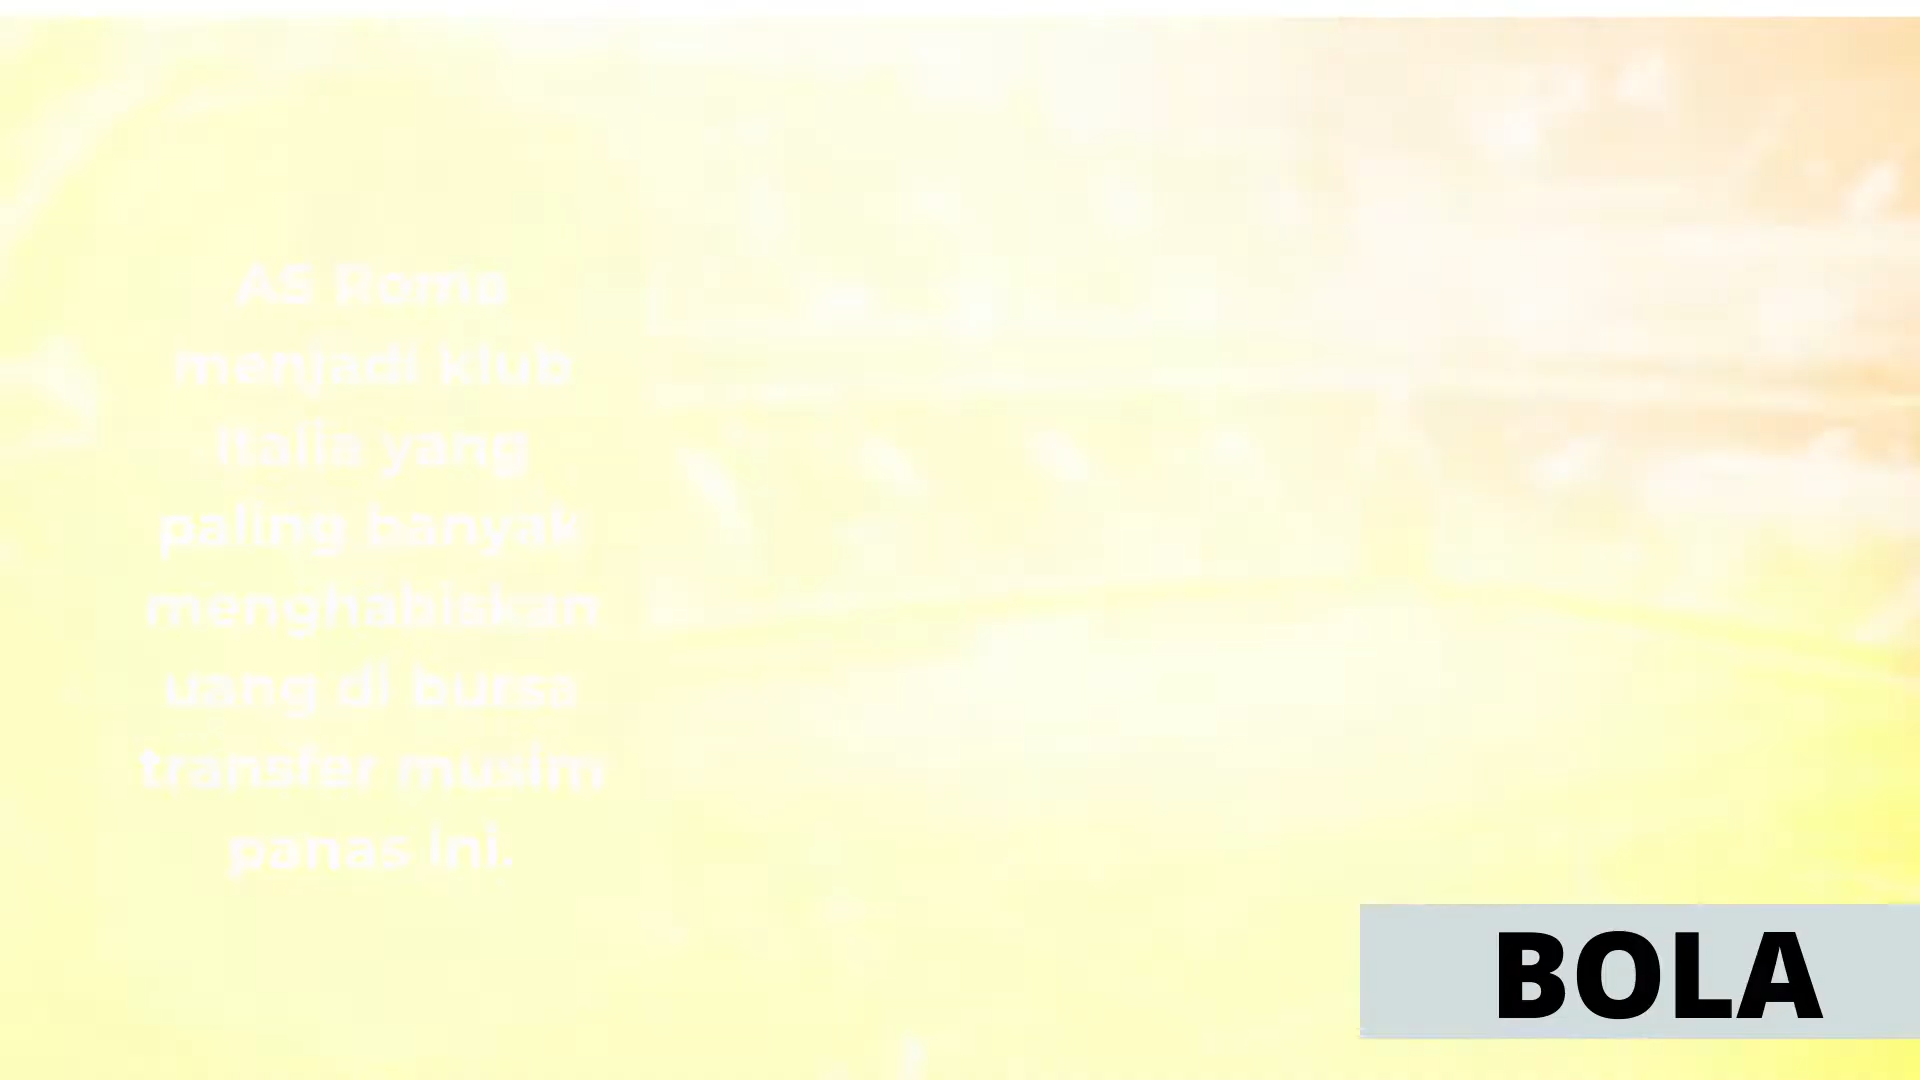 AS Roma
menjadi klub
Italia yang
paling banyak
menghabiskan
uang di bursa
transfer musim
panas ini.
BOLA